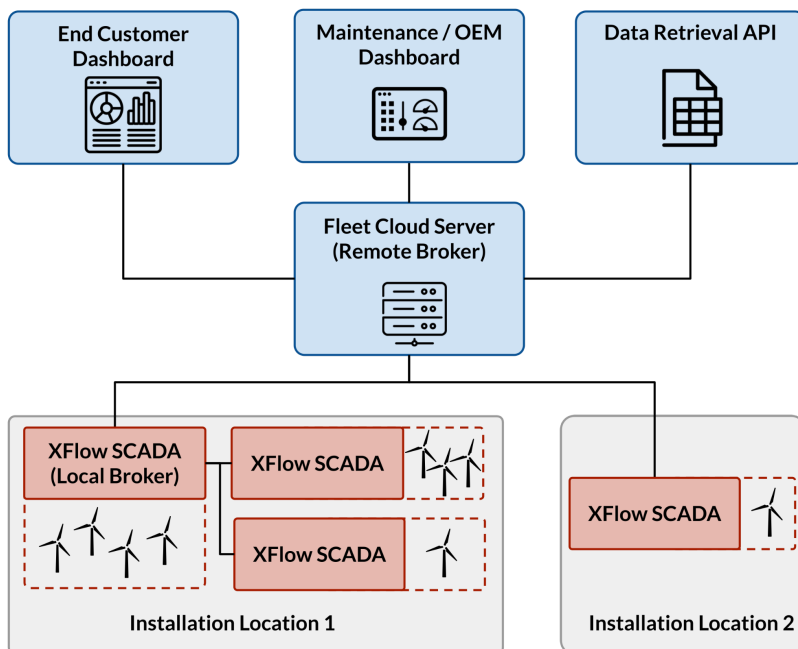 End Customer
Dashboard
Maintenance / OEM
Dashboard
Data Retrieval API
Fleet Cloud Server
(Remote Broker)
XFlow SCADA
(Local Broker)
XFlow SCADA
XFlow SCADA
XFlow SCADA
Installation Location 1
Installation Location 2